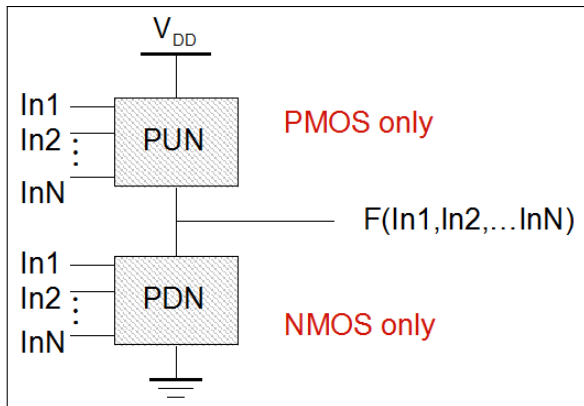 VDD
In1
In2
⋮
InN
PUN
PMOS only
F(In1,In2,...InN)
In1
In2
⋮
InN
PDN
NMOS only